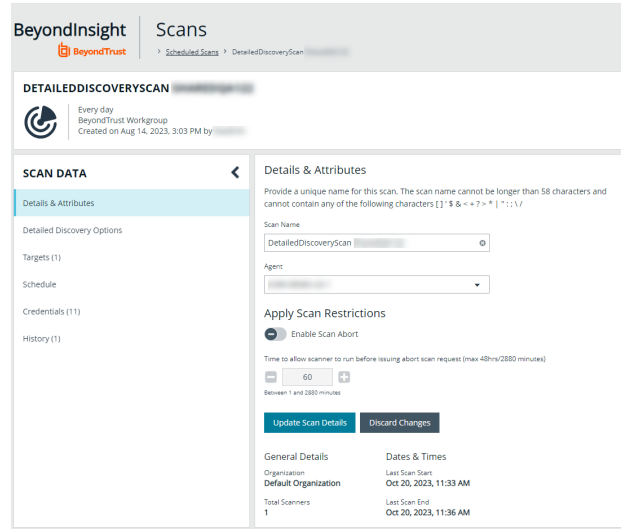 BeyondInsight
BeyondTrust
Scans
> Scheduled Scans > DetailedDiscoveryScan
DETAILEDDISCOVERYSCAN
Every day
BeyondTrust Workgroup
Created on Aug 14, 2023, 3:03 PM by
SCAN DATA
Details & Attributes
Detailed Discovery Options
Targets (1)
Schedule
Credentials (11)
History (1)
Details & Attributes
Provide a unique name for this scan. The scan name cannot be longer than 58 characters and
cannot contain any of the following characters [ ] ' $ & < + ? > * | " : ; \ /
Scan Name
DetailedDiscoveryScan
Agent
Apply Scan Restrictions
Enable Scan Abort
Time to allow scanner to run before issuing abort scan request (max 48hrs/2880 minutes)
60
Between 1 and 2880 minutes
Update Scan Details
Discard Changes
General Details
Organization
Default Organization
Total Scanners
1
Dates & Times
Last Scan Start
Oct 20, 2023, 11:33 AM
Last Scan End
Oct 20, 2023, 11:36 AM